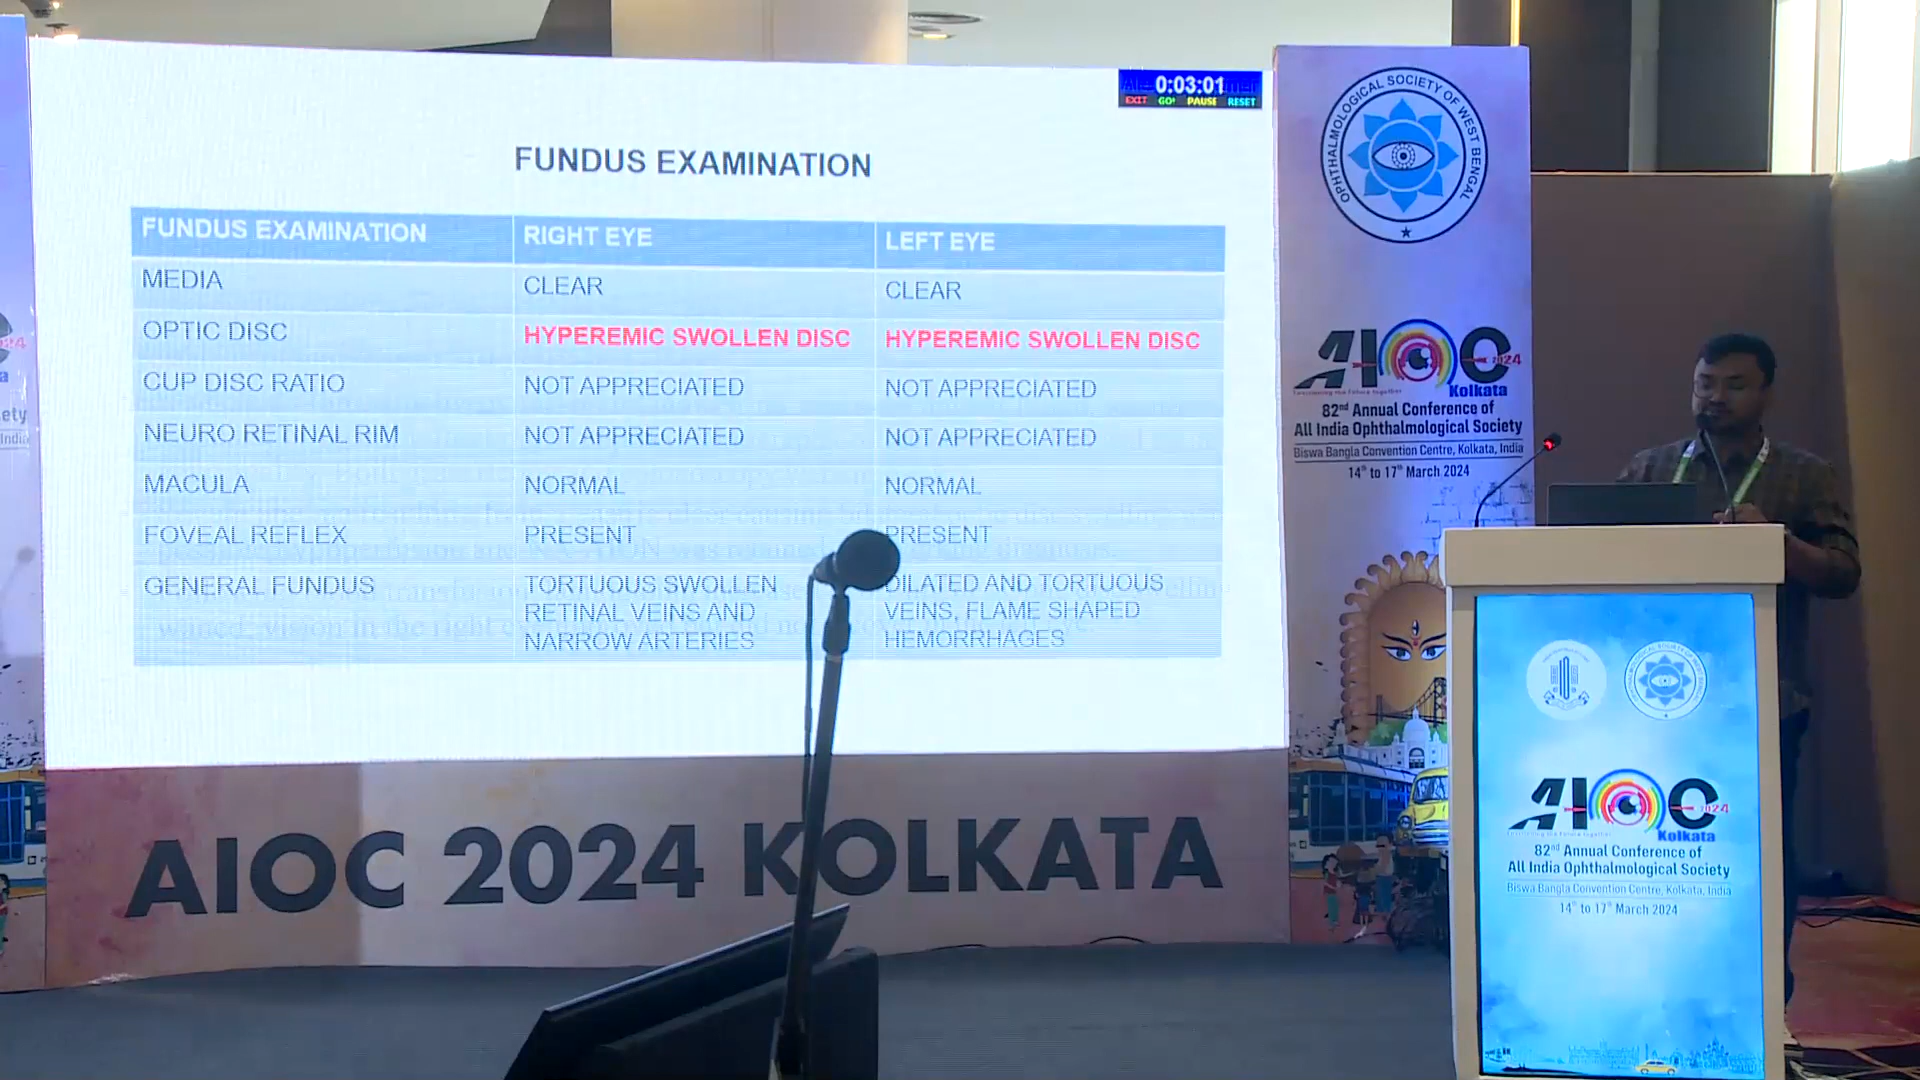 0:03:01
EXIT GO! PAUSE RESET
FUNDUS EXAMINATION
FUNDUS EXAMINATION RIGHT EYE LEFT EYE
MEDIA CLEAR CLEAR
OPTIC DISC HYPEREMIC SWOLLEN DISC HYPEREMIC SWOLLEN DISC
CUP DISC RATIO NOT APPRECIATED NOT APPRECIATED
NEURO RETINAL RIM NOT APPRECIATED NOT APPRECIATED
MACULA NORMAL NORMAL
FOVEAL REFLEX PRESENT PRESENT
GENERAL FUNDUS TORTUOUS SWOLLEN DILATED AND TORTUOUS
RETINAL VEINS AND VEINS, FLAME SHAPED
NARROW ARTERIES HEMORRHAGES
AIOC 2024 KOLKATA
OPHTHALMOLOGICAL SOCIETY OF WEST BENGAL
AIOC 2024
Kolkata
82nd Annual Conference of
All India Ophthalmological Society
Biswa Bangla Convention Centre, Kolkata, India
14th to 17th March 2024
AIOC 2024
Kolkata
82nd Annual Conference of
All India Ophthalmological Society
Biswa Bangla Convention Centre, Kolkata, India
14th to 17th March 2024